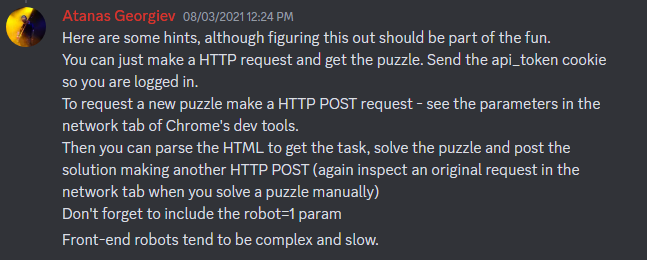 Atanas Georgiev 08/03/2021 12:24 PM
Here are some hints, although figuring this out should be part of the fun.
You can just make a HTTP request and get the puzzle. Send the api_token cookie
so you are logged in.
To request a new puzzle make a HTTP POST request - see the parameters in the
network tab of Chrome's dev tools.
Then you can parse the HTML to get the task, solve the puzzle and post the
solution making another HTTP POST (again inspect an original request in the
network tab when you solve a puzzle manually)
Don't forget to include the robot=1 param
Front-end robots tend to be complex and slow.